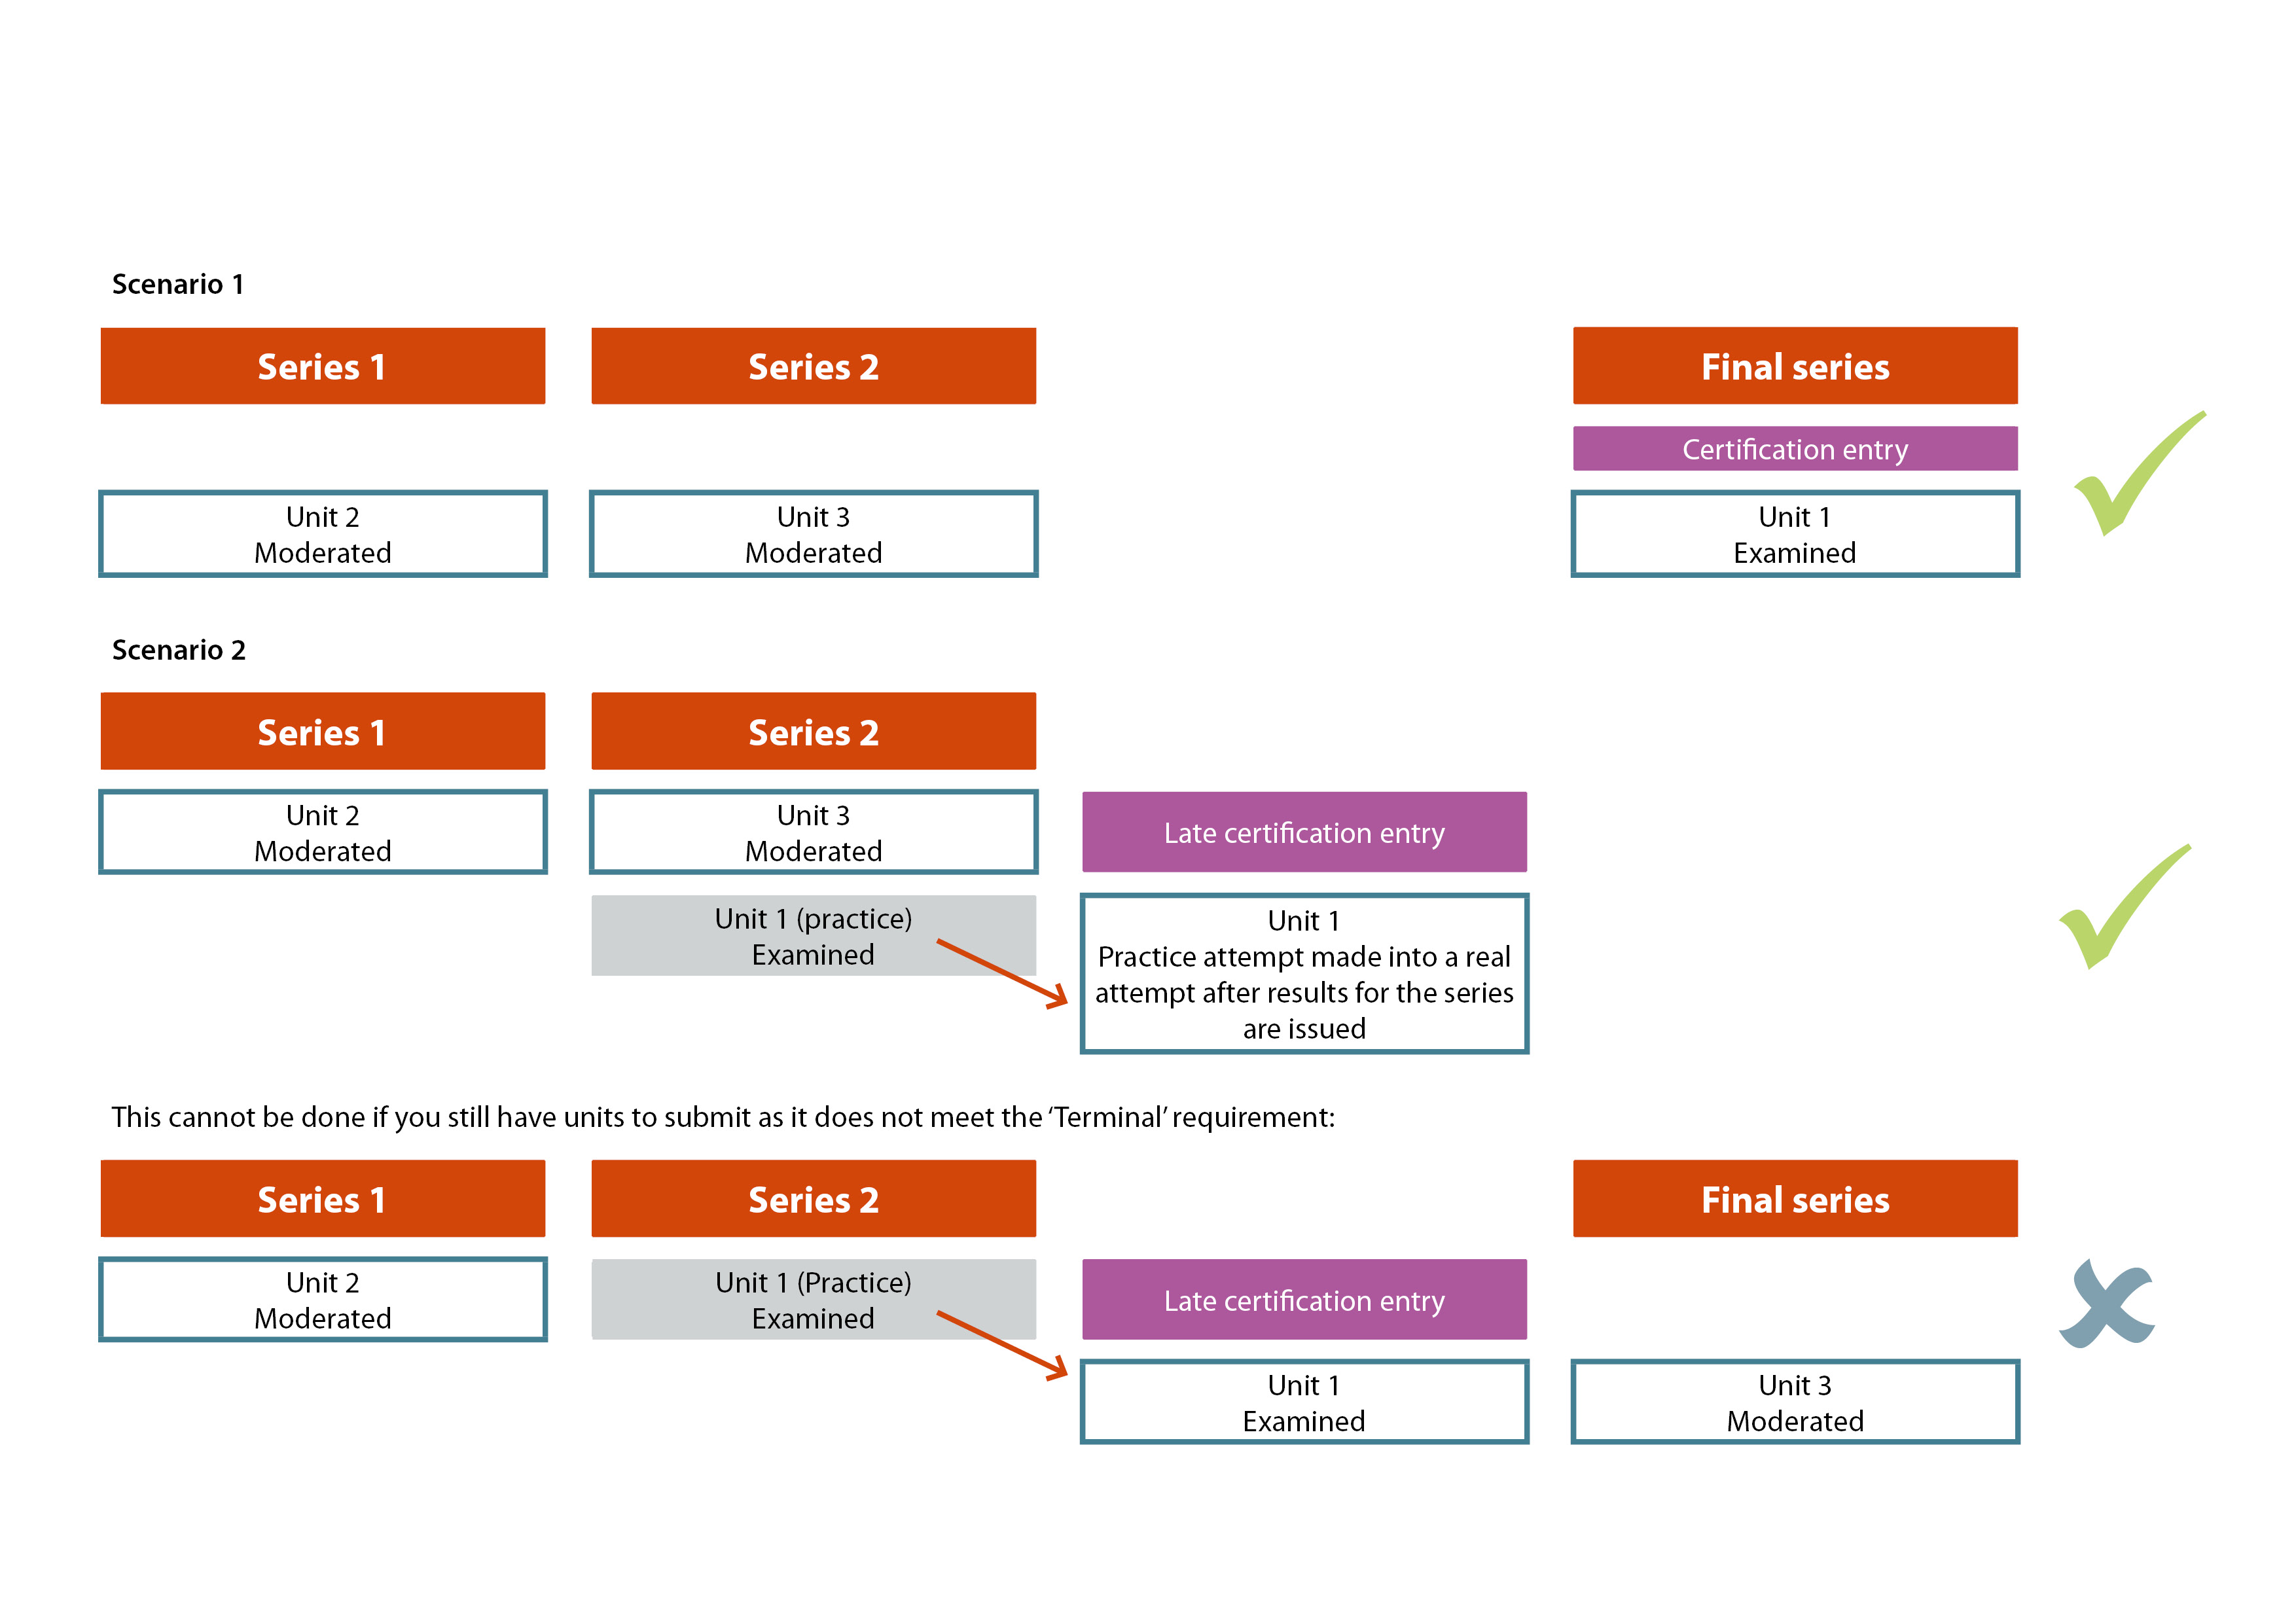 Scenario 1
Series 1
Series 2
Final series
Certification entry
Unit 2
Moderated
Unit 3
Moderated
Unit 1
Examined
Scenario 2
Series 1
Series 2
Unit 2
Moderated
Unit 3
Moderated
Late certification entry
Unit 1 (practice)
Examined
Unit 1
Practice attempt made into a real
attempt after results for the series
are issued
This cannot be done if you still have units to submit as it does not meet the ‘Terminal’ requirement:
Series 1
Series 2
Final series
Unit 2
Moderated
Unit 1 (Practice)
Examined
Late certification entry
Unit 1
Examined
Unit 3
Moderated